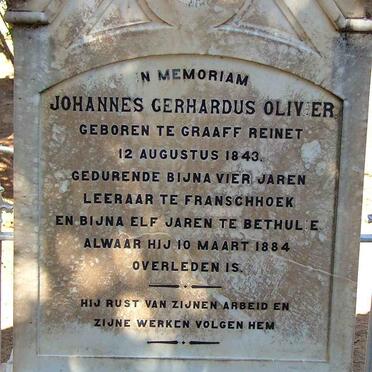 IN MEMORIAM
JOHANNES GERHARDUS OLIVIER
GEBOREN TE GRAAFF REINET
12 AUGUSTUS 1843.
GEDURENDE BIJNA VIER JAREN
LEERAAR TE FRANSCHHOEK
EN BIJNA ELF JAREN TE BETHULIE
ALWAAR HIJ 10 MAART 1884
OVERLEDEN IS.
HIJ RUST VAN ZIJNEN ARBEID EN
ZIJNE WERKEN VOLGEN HEM